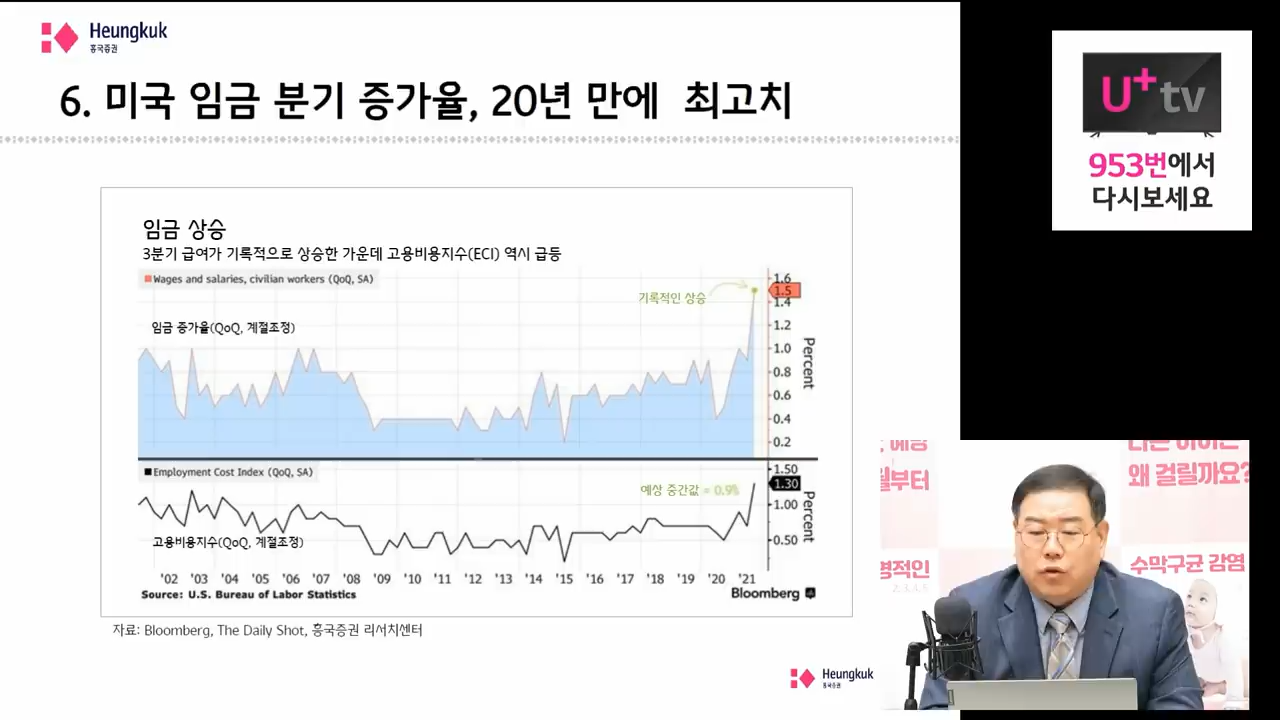 Heungkuk
흥국증권
6. 미국 임금 분기 증가율, 20년 만에 최고치
임금 상승
3분기 급여가 기록적으로 상승한 가운데 고용비용지수(ECI) 역시 급등
Wages and salaries, civilian workers (QoQ, SA)
기록적인 상승
임금 증가율(QoQ, 계절조정)
1.6
1.5
1.4
1.2
1.0
0.8
0.6
0.4
0.2
Percent
Employment Cost Index (QoQ, SA)
예상 중간값 = 0.9%
고용비용지수(QoQ, 계절조정)
1.50
1.30
1.00
0.50
Percent
'02 '03 '04 '05 '06 '07 '08 '09 '10 '11 '12 '13 '14 '15 '16 '17 '18 '19 '20 '21
Source: U.S. Bureau of Labor Statistics
Bloomberg
자료: Bloomberg, The Daily Shot, 흥국증권 리서치센터
Heungkuk
흥국증권
U+tv
953번에서
다시보세요
월부터
왜 걸릴까요?
명적인
2, 3, 4, 5
수막구균 감염